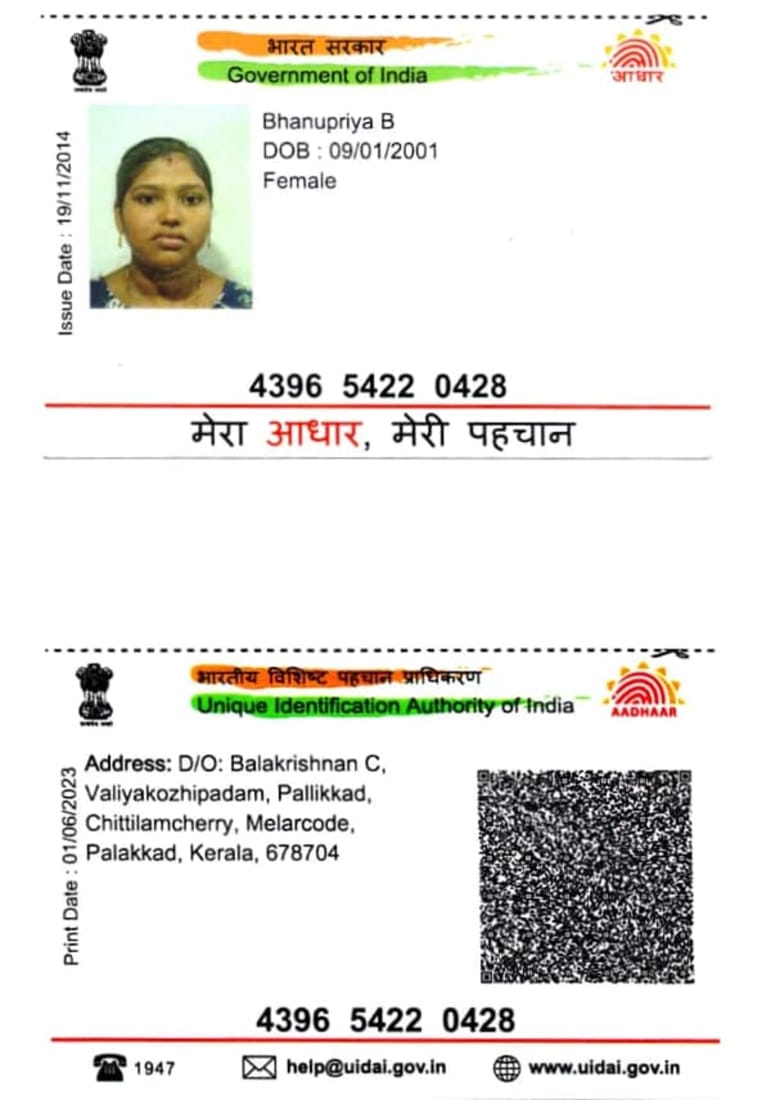 भारत सरकार
Government of India
आधार
Issue Date : 19/11/2014
Bhanupriya B
DOB : 09/01/2001
Female
4396 5422 0428
मेरा आधार, मेरी पहचान
भारतीय विशिष्ट पहचान प्राधिकरण
Unique Identification Authority of India
AADHAAR
Print Date : 01/06/2023
Address: D/O: Balakrishnan C,
Valiyakozhipadam, Pallikkad,
Chittilamcherry, Melarcode,
Palakkad, Kerala, 678704
4396 5422 0428
1947
help@uidai.gov.in
www.uidai.gov.in